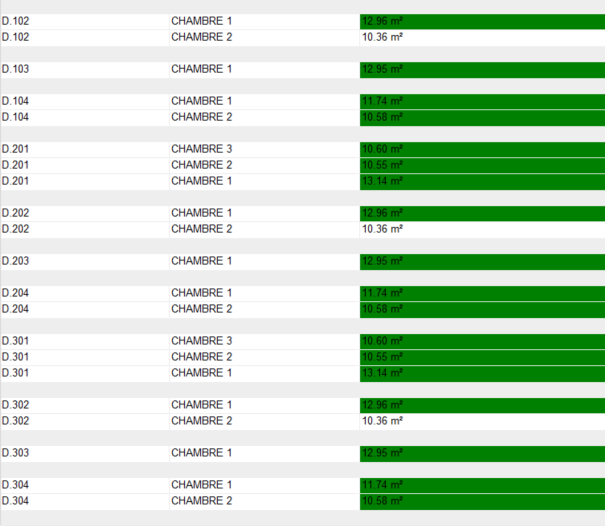 D.102 CHAMBRE 1 12.96 m²
D.102 CHAMBRE 2 10.36 m²
D.103 CHAMBRE 1 12.95 m²
D.104 CHAMBRE 1 11.74 m²
D.104 CHAMBRE 2 10.58 m²
D.201 CHAMBRE 3 10.60 m²
D.201 CHAMBRE 2 10.55 m²
D.201 CHAMBRE 1 13.14 m²
D.202 CHAMBRE 1 12.96 m²
D.202 CHAMBRE 2 10.36 m²
D.203 CHAMBRE 1 12.95 m²
D.204 CHAMBRE 1 11.74 m²
D.204 CHAMBRE 2 10.58 m²
D.301 CHAMBRE 3 10.60 m²
D.301 CHAMBRE 2 10.55 m²
D.301 CHAMBRE 1 13.14 m²
D.302 CHAMBRE 1 12.96 m²
D.302 CHAMBRE 2 10.36 m²
D.303 CHAMBRE 1 12.95 m²
D.304 CHAMBRE 1 11.74 m²
D.304 CHAMBRE 2 10.58 m²